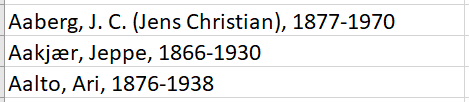 Aaberg, J. C. (Jens Christian), 1877-1970
Aakjær, Jeppe, 1866-1930
Aalto, Ari, 1876-1938